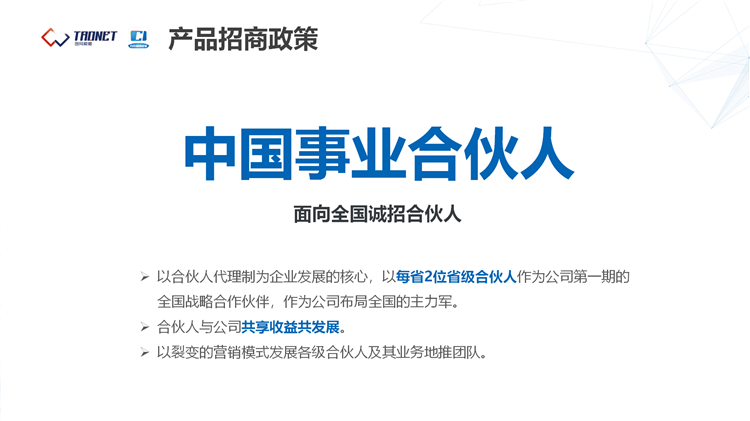 TAONET
CI
产品招商政策
中国事业合伙人
面向全国诚招合伙人
➢ 以合伙人代理制为企业发展的核心，以每省2位省级合伙人作为公司第一期的
全国战略合作伙伴，作为公司布局全国的主力军。
➢ 合伙人与公司共享收益共发展。
➢ 以裂变的营销模式发展各级合伙人及其业务地推团队。